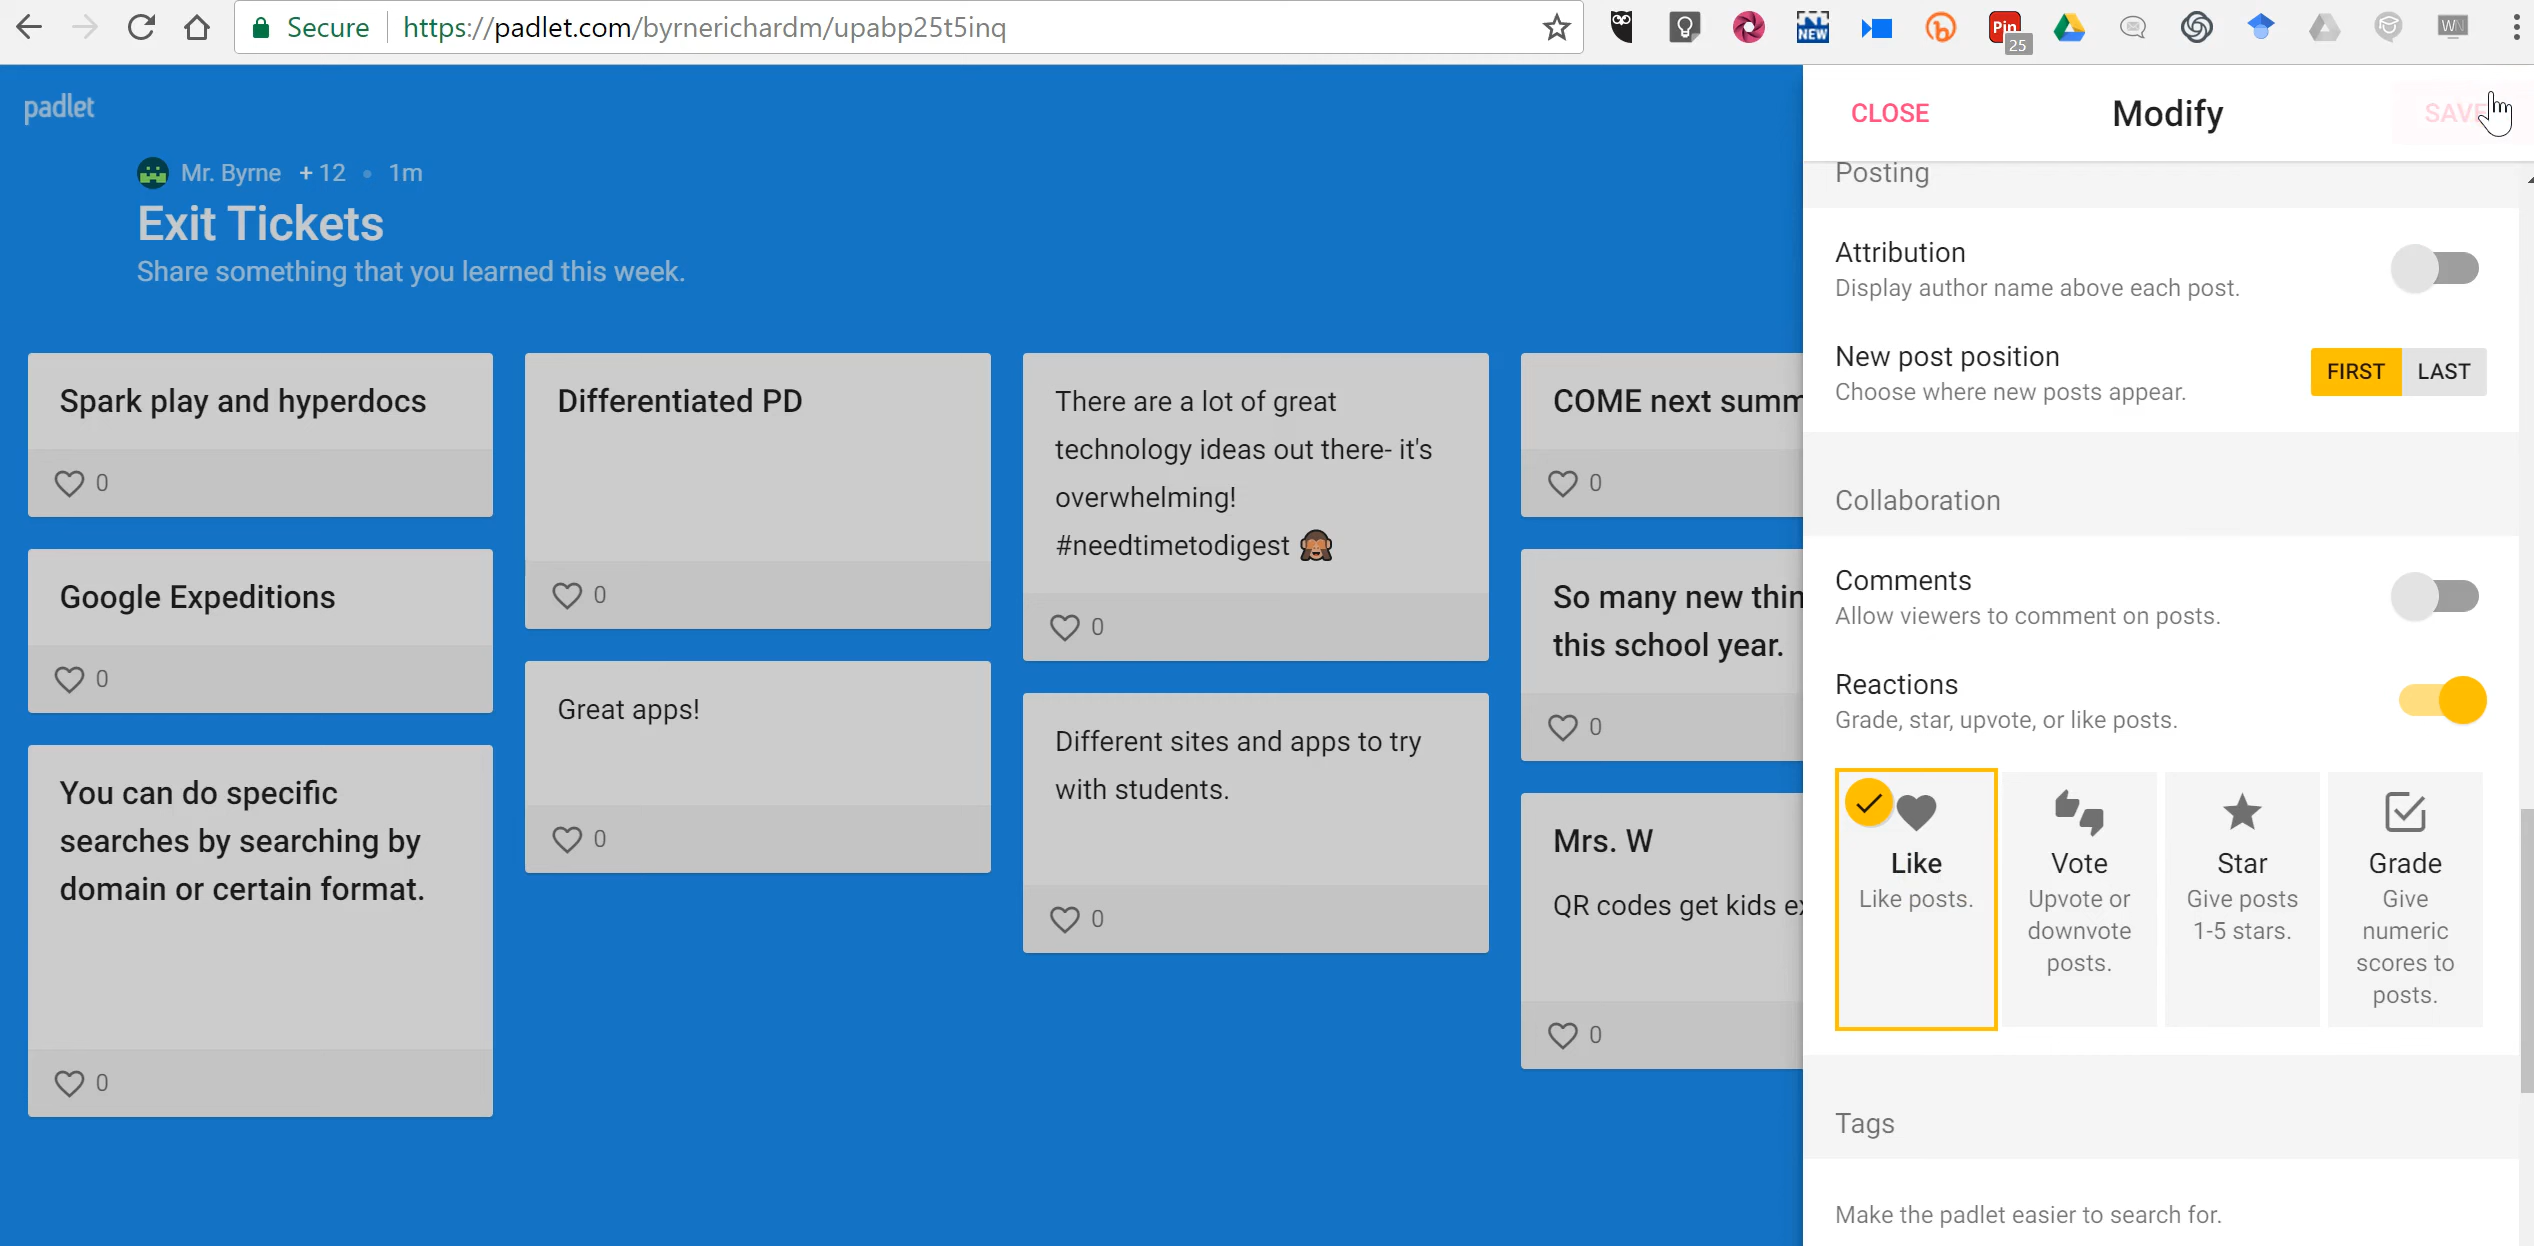 Secure
https://padlet.com/byrnerichardm/upabp25t5inq
NEW
Pin
25
WN
padlet
Mr. Byrne +12 • 1m
Exit Tickets
Share something that you learned this week.
Spark play and hyperdocs
0
Google Expeditions
0
You can do specific
searches by searching by
domain or certain format.
0
Differentiated PD
0
Great apps!
0
There are a lot of great
technology ideas out there- it's
overwhelming!
#needtimetodigest 🙈
0
Different sites and apps to try
with students.
0
COME next summ
0
So many new thin
this school year.
0
Mrs. W
QR codes get kids ex
0
CLOSE
Modify
SAVE
Posting
Attribution
Display author name above each post.
New post position
Choose where new posts appear.
FIRST
LAST
Collaboration
Comments
Allow viewers to comment on posts.
Reactions
Grade, star, upvote, or like posts.
Like
Like posts.
Vote
Upvote or
downvote
posts.
Star
Give posts
1-5 stars.
Grade
Give
numeric
scores to
posts.
Tags
Make the padlet easier to search for.